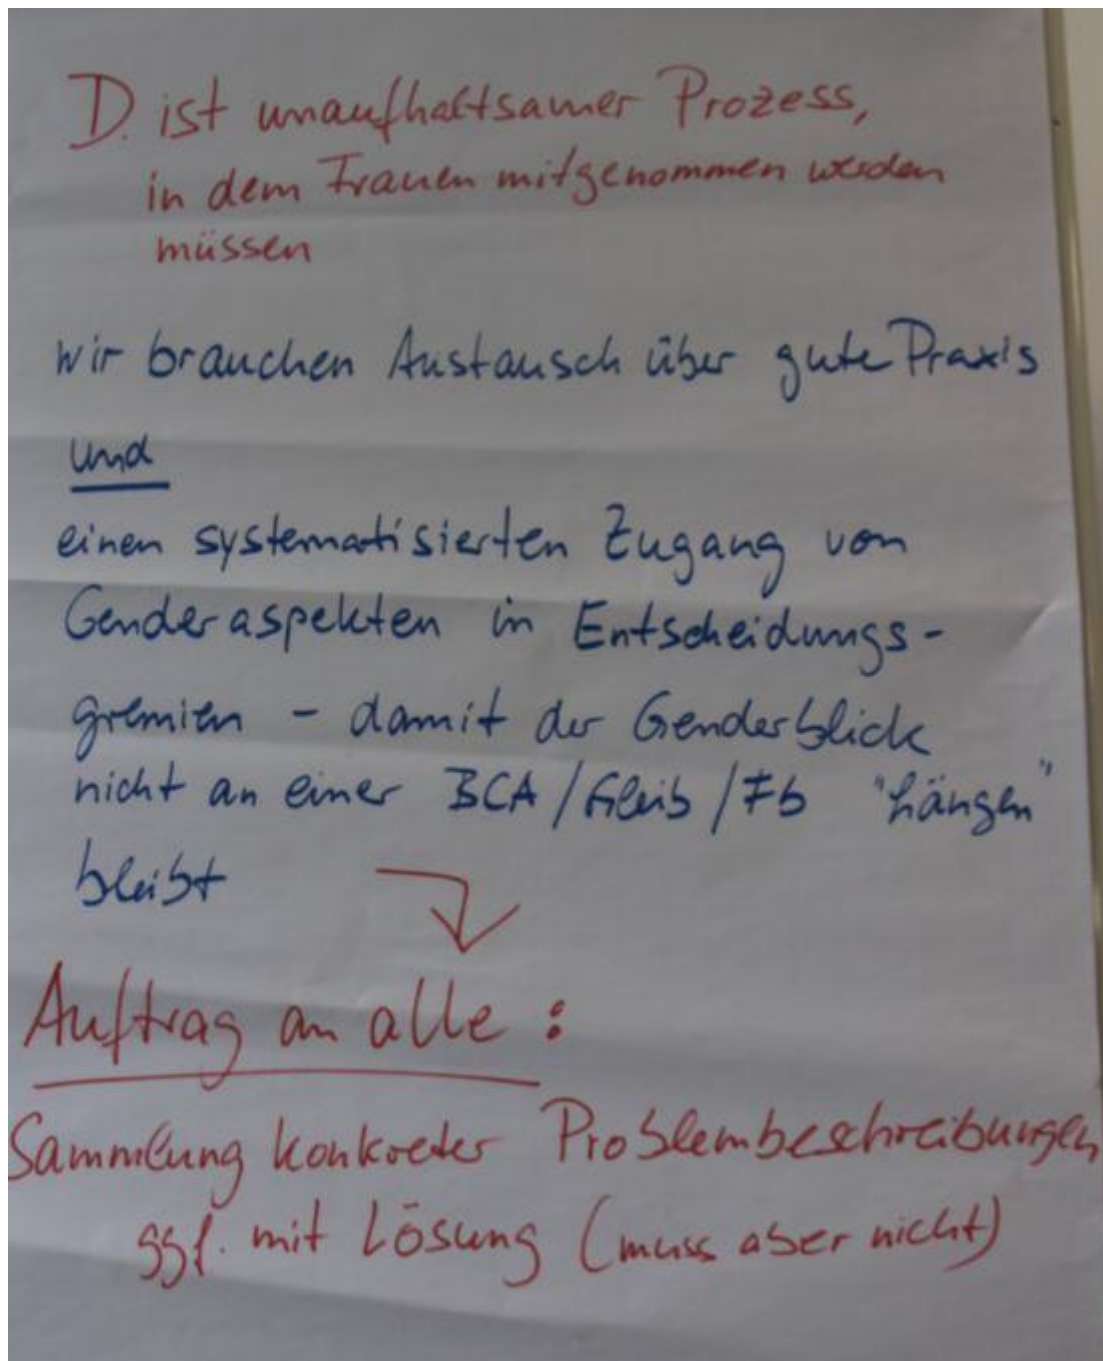 D. ist unaufhaltsamer Prozess,
in dem Frauen mitgenommen werden
müssen
wir brauchen Austausch über gute Praxis
und
einen systematisierten Zugang von
Genderaspekten in Entscheidungs-
gremien - damit der Genderblick
nicht an einer BCA/Gleib/Fb "hängen"
bleibt
Auftrag an alle:
Sammlung konkreter Problembeschreibungen
ggf. mit Lösung (muss aber nicht)